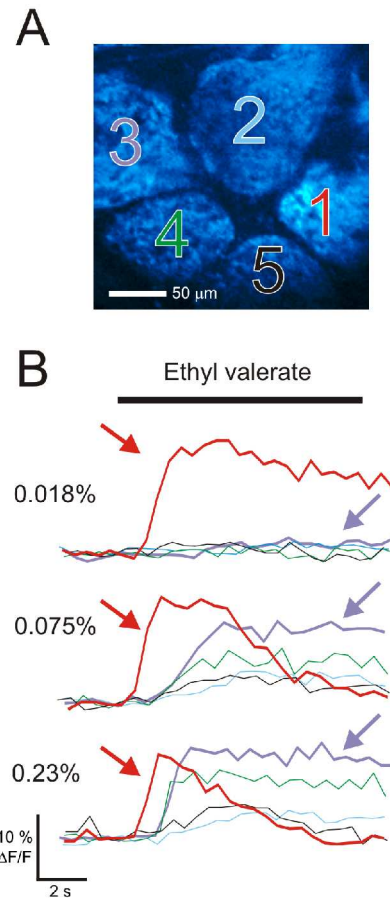 A
3
2
1
4
5
50 µm
B
Ethyl valerate
0.018%
0.075%
0.23%
10 %
ΔF/F
2 s